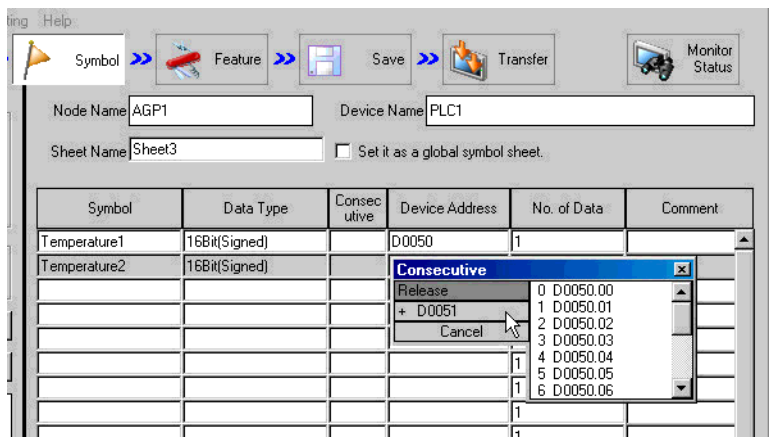 ting Help
Symbol Feature Save Transfer Monitor Status
Node Name AGP1 Device Name PLC1
Sheet Name Sheet3 Set it as a global symbol sheet.
Symbol Data Type Consecutive Device Address No. of Data Comment
Temperature1 16Bit(Signed) D0050 1
Temperature2 16Bit(Signed)
Consecutive
Release 0 D0050.00
+ D0051 1 D0050.01
Cancel 2 D0050.02
3 D0050.03
4 D0050.04
5 D0050.05
6 D0050.06
1
1
1
1